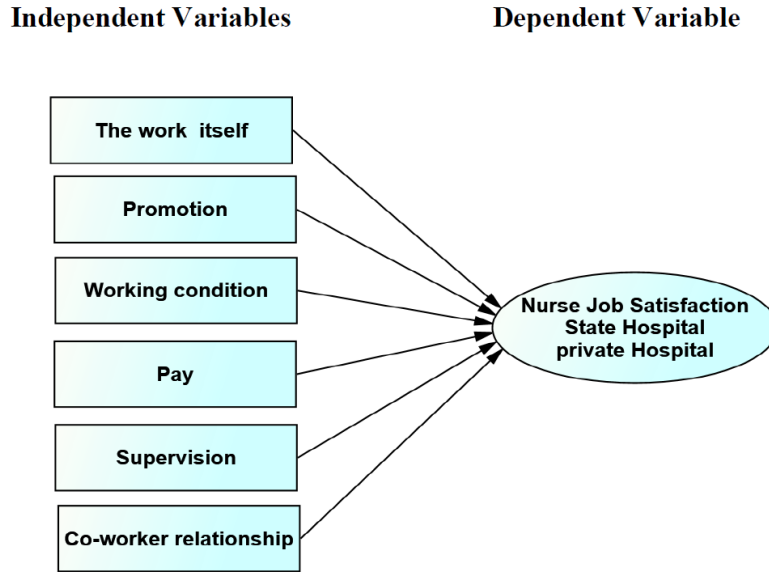 Independent Variables
Dependent Variable
The work itself
Promotion
Working condition
Pay
Supervision
Co-worker relationship
Nurse Job Satisfaction
State Hospital
private Hospital